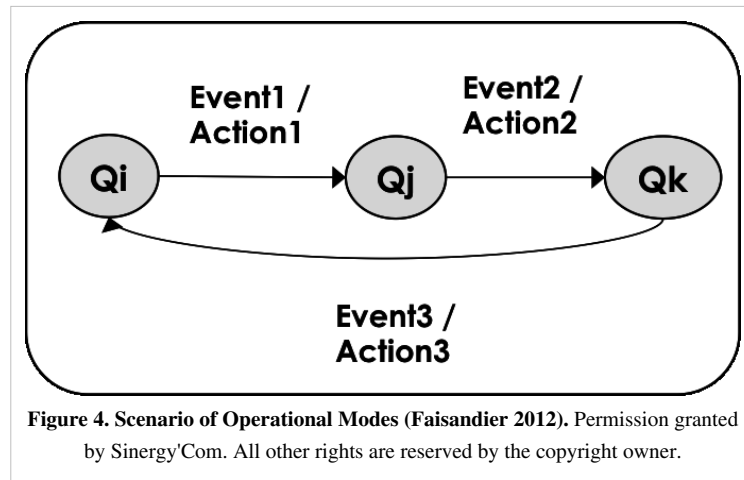 Event1 /
Action1
Event2 /
Action2
Qi
Qj
Qk
Event3 /
Action3
Figure 4. Scenario of Operational Modes (Faisandier 2012). Permission granted
by Sinergy'Com. All other rights are reserved by the copyright owner.